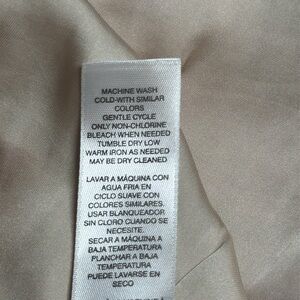 MACHINE WASH
COLD-WITH SIMILAR
COLORS
GENTLE CYCLE
ONLY NON-CHLORINE
BLEACH WHEN NEEDED
TUMBLE DRY LOW
WARM IRON AS NEEDED
MAY BE DRY CLEANED
LAVAR A MÁQUINA CON
AGUA FRIA EN
CICLO SUAVE CON
COLORES SIMILARES.
USAR BLANQUEADOR
SIN CLORO CUANDO SE
NECESITE.
SECAR A MÁQUINA A
BAJA TEMPERATURA
PLANCHAR A BAJA
TEMPERATURA
PUEDE LAVARSE EN
SECO